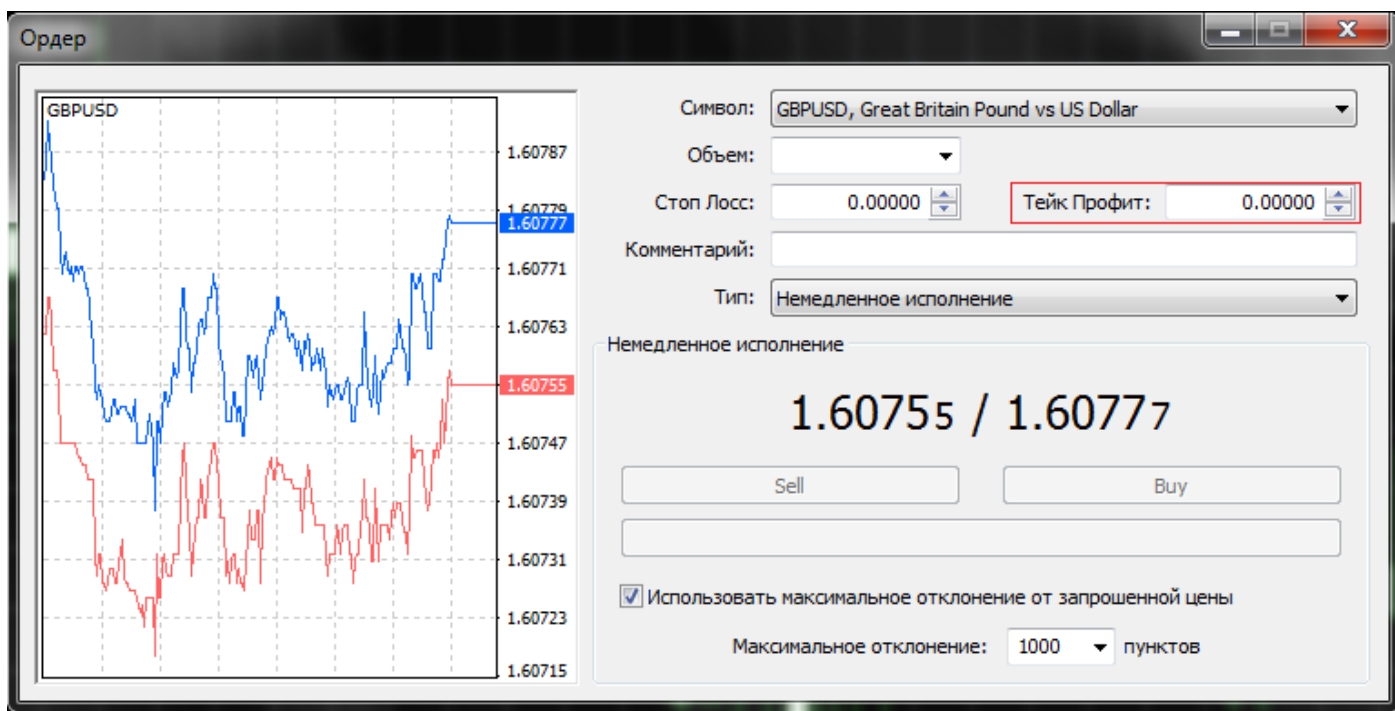 Ордер
GBPUSD
1.60787
1.60779
1.60777
1.60771
1.60763
1.60755
1.60747
1.60739
1.60731
1.60723
1.60715
Символ: GBPUSD, Great Britain Pound vs US Dollar
Объем:
Стоп Лосс: 0.00000 Тейк Профит: 0.00000
Комментарий:
Тип: Немедленное исполнение
Немедленное исполнение
1.60755 / 1.60777
Sell Buy
Использовать максимальное отклонение от запрошенной цены
Максимальное отклонение: 1000 пунктов